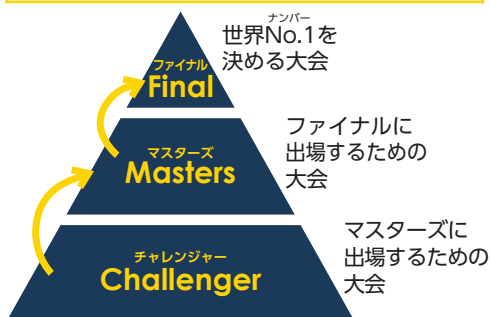 ナンバー
世界No.1を
決める大会
ファイナル
Final
ファイナルに
出場するための
大会
マスターズ
Masters
マスターズに
出場するための
大会
チャレンジャー
Challenger